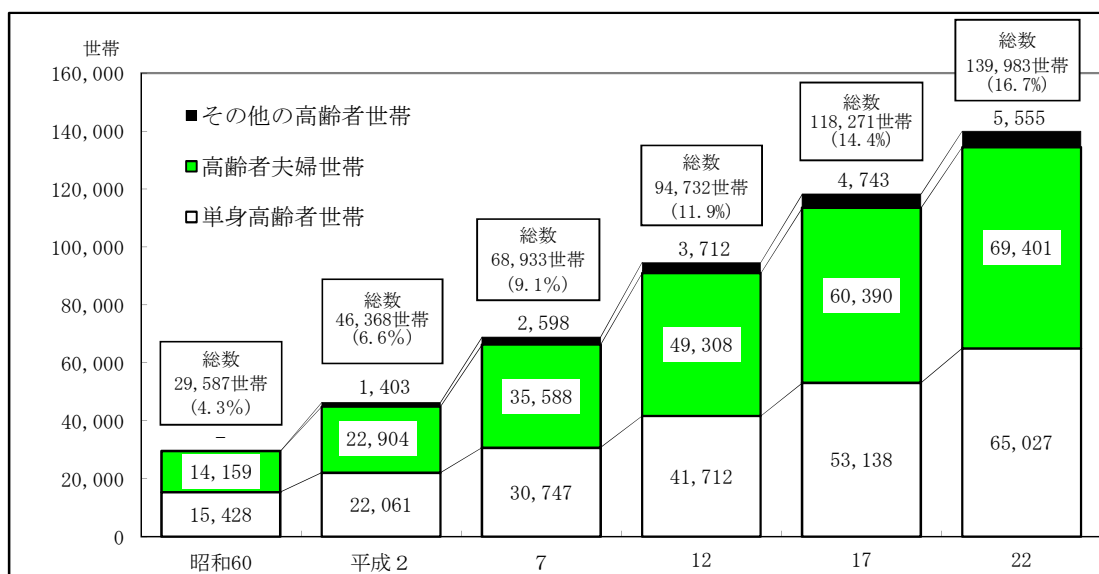 世帯
160,000
140,000
120,000
100,000
80,000
60,000
40,000
20,000
0
その他の高齢者世帯
高齢者夫婦世帯
単身高齢者世帯
総数
29,587世帯
(4.3%)
－
14,159
15,428
総数
46,368世帯
(6.6%)
1,403
22,904
22,061
総数
68,933世帯
(9.1%)
2,598
35,588
30,747
総数
94,732世帯
(11.9%)
3,712
49,308
41,712
総数
118,271世帯
(14.4%)
4,743
60,390
53,138
総数
139,983世帯
(16.7%)
5,555
69,401
65,027
昭和60
平成２
7
12
17
22